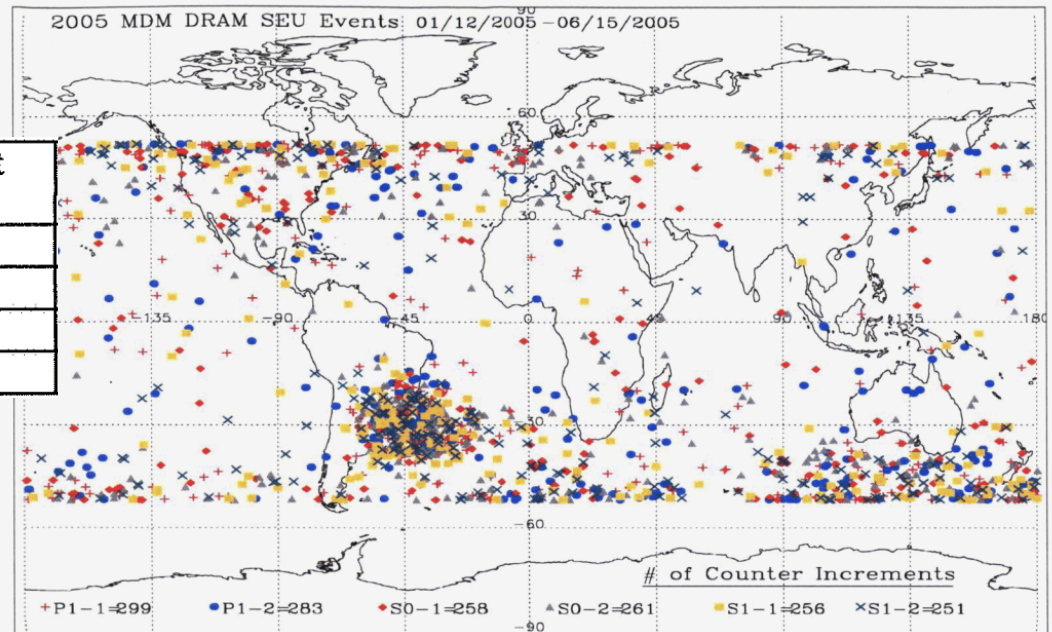 2005 MDM DRAM SEU Events 01/12/2005-06/15/2005
90
60
30
-135 -90 -45 0 45 90 135 180
-30
-60
# of Counter Increments
P1-1=299 P1-2=283 S0-1=258 S0-2=261 S1-1=256 S1-2=251
-90